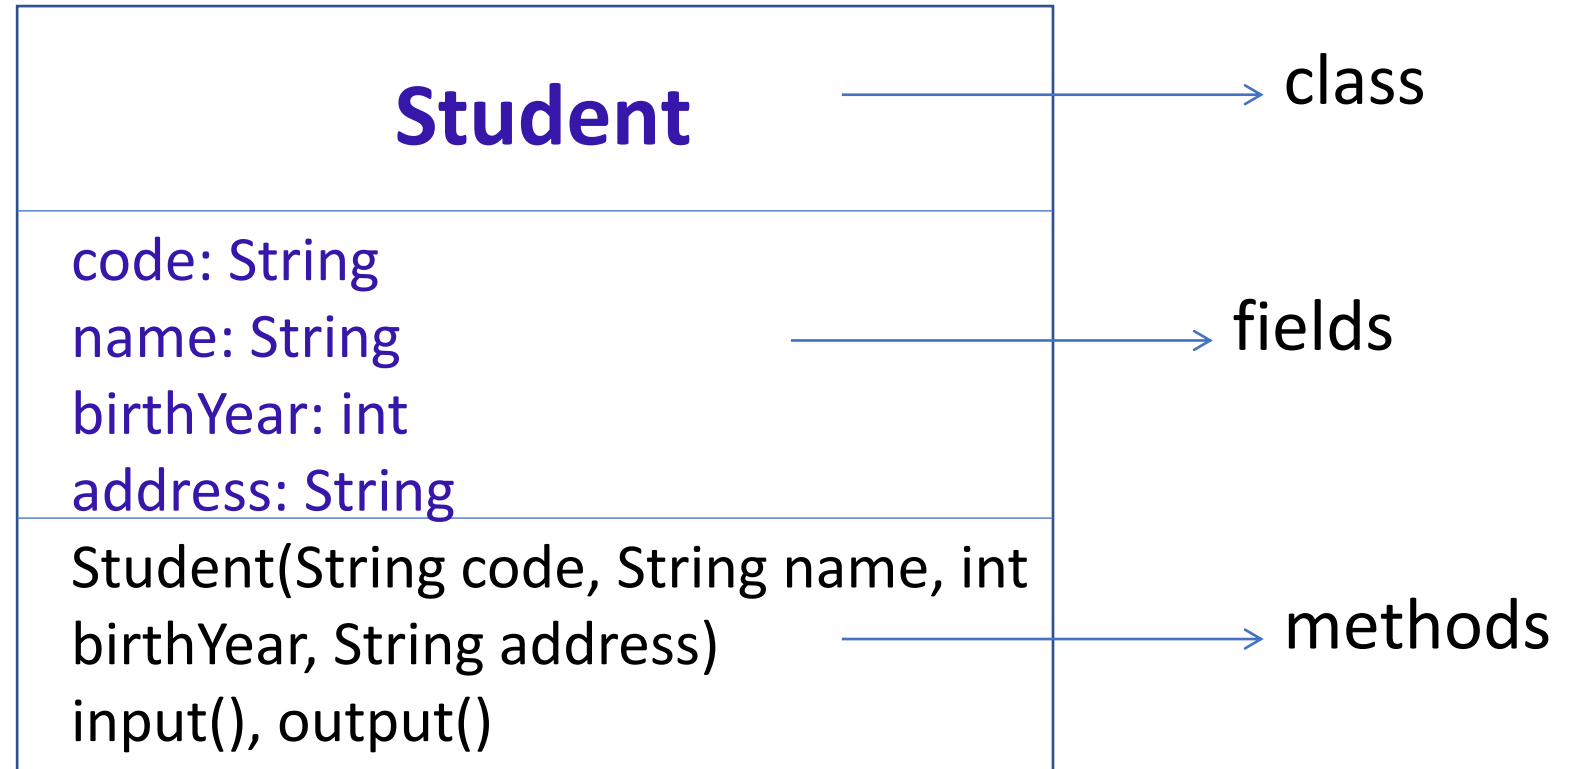 Student
class
code: String
name: String
birthYear: int
address: String
fields
Student(String code, String name, int
birthYear, String address)
input(), output()
methods